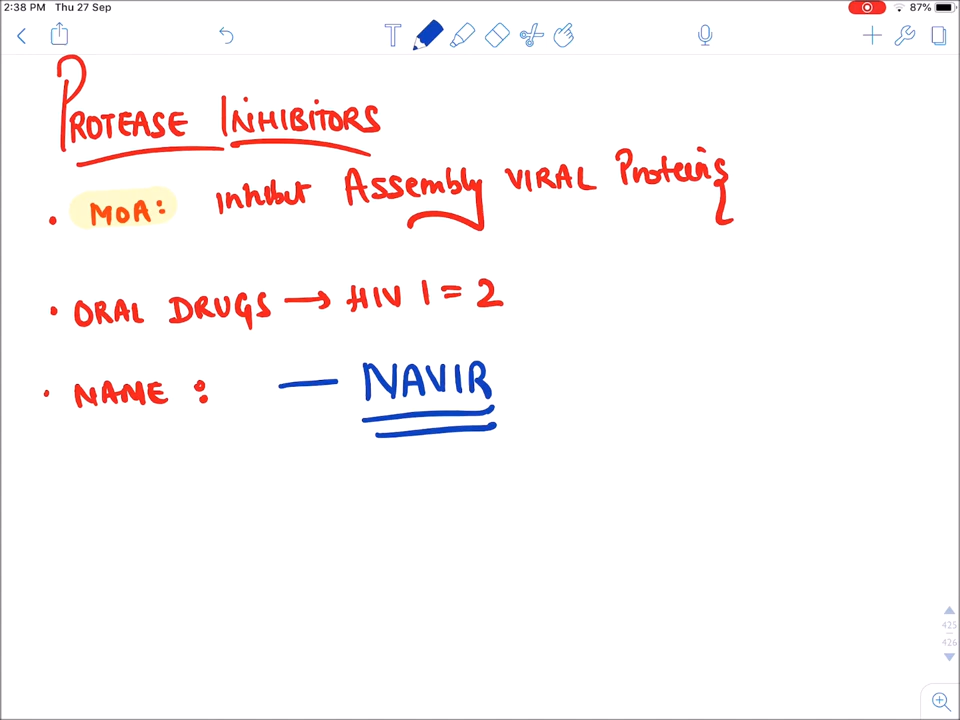 2:38 PM Thu 27 Sep 87%
T
PROTEASE INHIBITORS
• MOA: inhibit Assembly VIRAL Proteins
• ORAL DRUGS → HIV 1 = 2
• NAME : — NAVIR
425
426